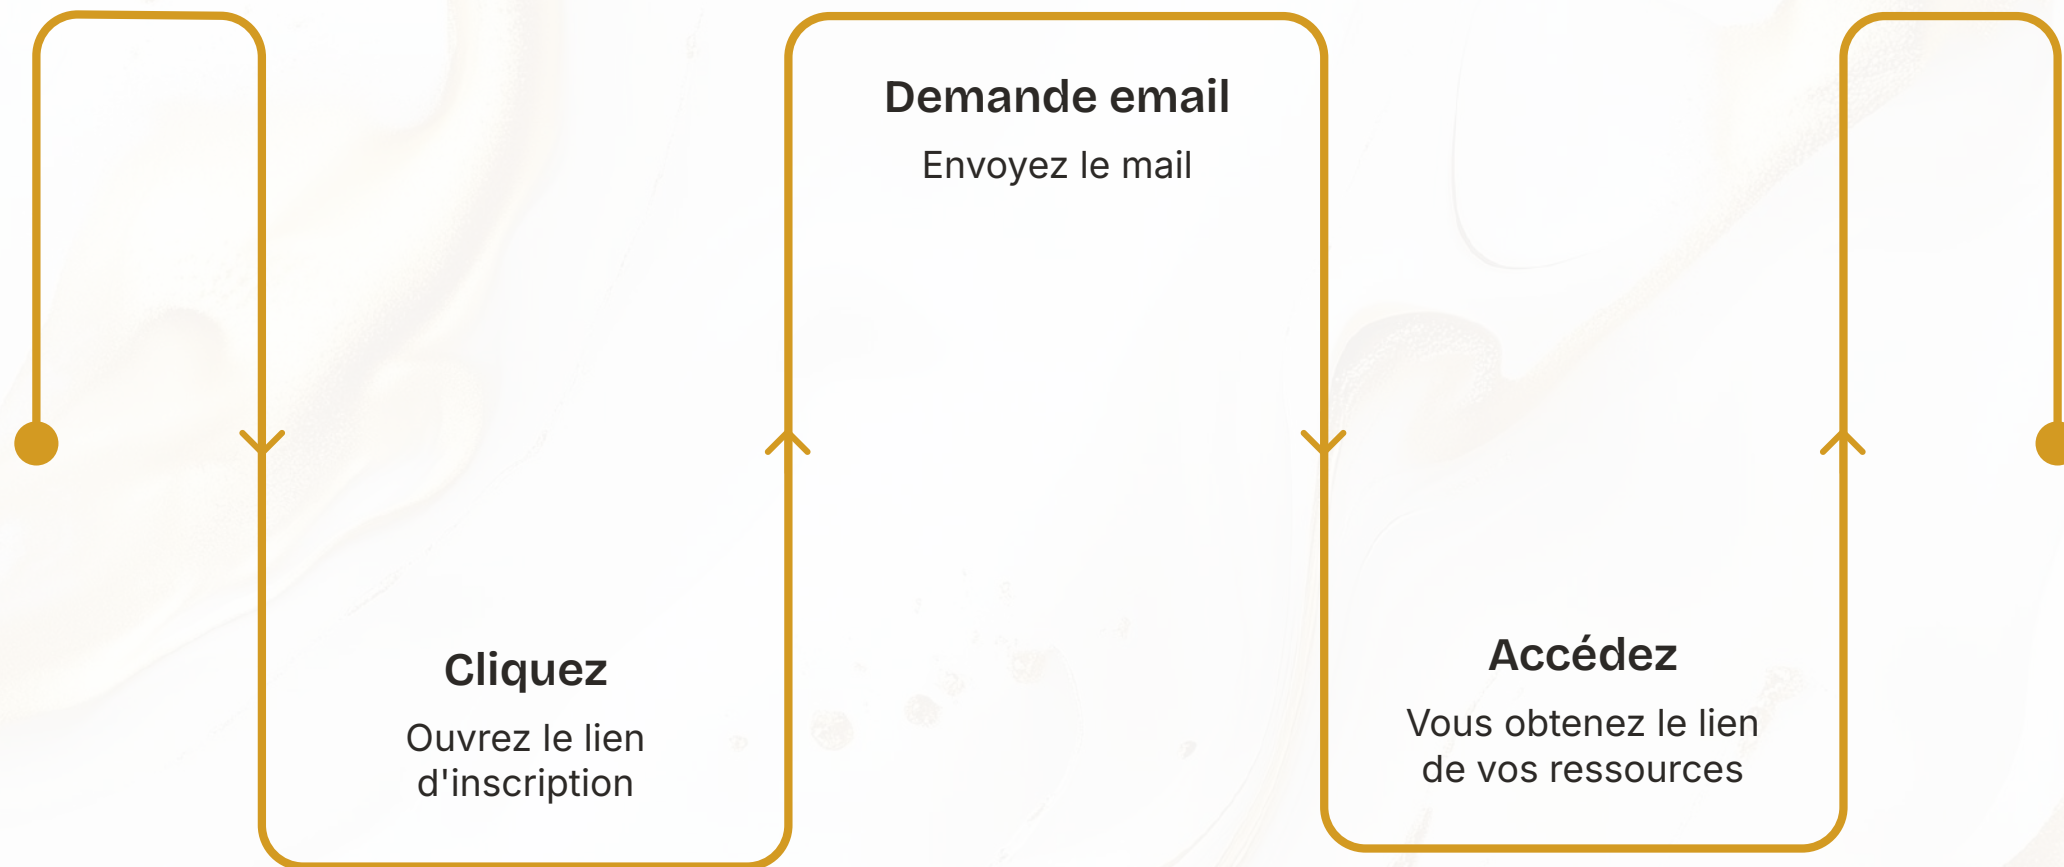 Cliquez
Ouvrez le lien
d'inscription
Demande email
Envoyez le mail
Accédez
Vous obtenez le lien
de vos ressources